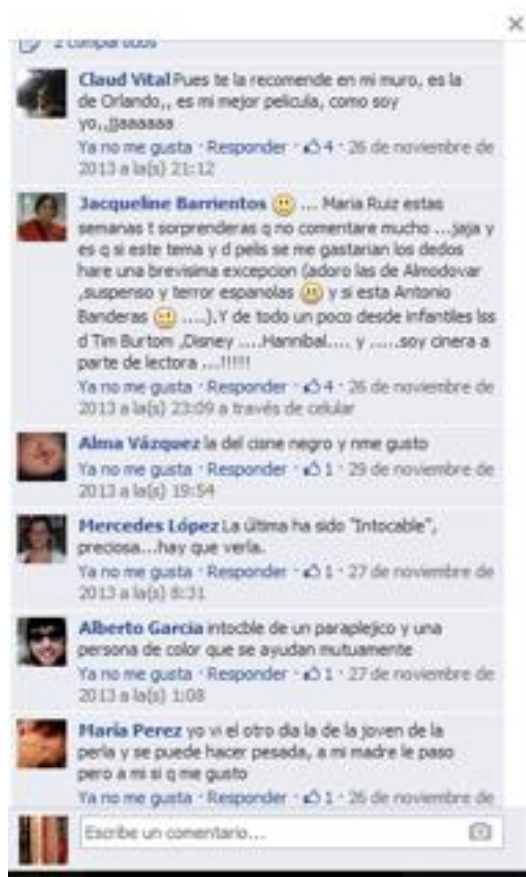 2 compartidos
Claud Vital Pues te la recomende en mi muro, es la
de Orlando,, es mi mejor pelicula, como soy
yo,,jjaaaaaa
Ya no me gusta · Responder · 4 · 26 de noviembre de
2013 a la(s) 21:12
Jacqueline Barrientos ... Maria Ruiz estas
semanas t sorprenderas q no comentare mucho ...jaja y
es q si este tema y d pelis se me gastarian los dedos
hare una brevisima excepcion (adoro las de Almodovar
,suspenso y terror espanolas y si esta Antonio
Banderas ....).Y de todo un poco desde infantiles lss
d Tim Burtom ,Disney ....Hannibal.... y .....soy cinera a
parte de lectora ...!!!!!
Ya no me gusta · Responder · 4 · 26 de noviembre de
2013 a la(s) 23:09 a través de celular
Alma Vázquez la del cisne negro y nme gusto
Ya no me gusta · Responder · 1 · 29 de noviembre de
2013 a la(s) 19:54
Mercedes López La última ha sido "Intocable",
preciosa...hay que verla.
Ya no me gusta · Responder · 1 · 27 de noviembre de
2013 a la(s) 8:31
Alberto Garcia intocble de un paraplejico y una
persona de color que se ayudan mutuamente
Ya no me gusta · Responder · 1 · 27 de noviembre de
2013 a la(s) 1:08
Maria Perez yo vi el otro dia la de la joven de la
perla y se puede hacer pesada, a mi madre le paso
pero a mi si q me gusto
Ya no me gusta · Responder · 1 · 26 de noviembre de
Escribe un comentario...